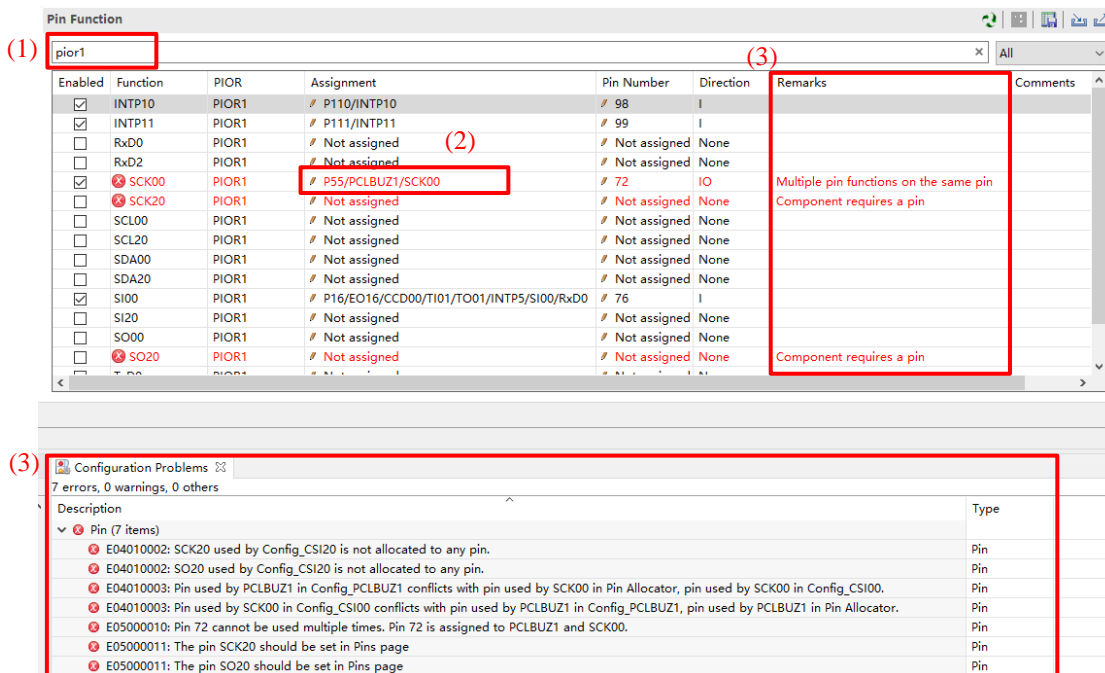 Pin Function
(1)
pior1
All
(3)
Enabled Function PIOR Assignment Pin Number Direction Remarks Comments
INTP10 PIOR1 P110/INTP10 98 I
INTP11 PIOR1 P111/INTP11 99 I
RxD0 PIOR1 Not assigned Not assigned None
(2)
RxD2 PIOR1 Not assigned Not assigned None
SCK00 PIOR1 P55/PCLBUZ1/SCK00 72 IO Multiple pin functions on the same pin
SCK20 PIOR1 Not assigned Not assigned None Component requires a pin
SCL00 PIOR1 Not assigned Not assigned None
SCL20 PIOR1 Not assigned Not assigned None
SDA00 PIOR1 Not assigned Not assigned None
SDA20 PIOR1 Not assigned Not assigned None
SI00 PIOR1 P16/EO16/CCD00/TI01/TO01/INTP5/SI00/RxD0 76 I
SI20 PIOR1 Not assigned Not assigned None
SO00 PIOR1 Not assigned Not assigned None
SO20 PIOR1 Not assigned Not assigned None Component requires a pin
(3)
Configuration Problems
7 errors, 0 warnings, 0 others
Description Type
Pin (7 items)
E04010002: SCK20 used by Config_CSI20 is not allocated to any pin. Pin
E04010002: SO20 used by Config_CSI20 is not allocated to any pin. Pin
E04010003: Pin used by PCLBUZ1 in Config_PCLBUZ1 conflicts with pin used by SCK00 in Pin Allocator, pin used by SCK00 in Config_CSI00. Pin
E04010003: Pin used by SCK00 in Config_CSI00 conflicts with pin used by PCLBUZ1 in Config_PCLBUZ1, pin used by PCLBUZ1 in Pin Allocator. Pin
E05000010: Pin 72 cannot be used multiple times. Pin 72 is assigned to PCLBUZ1 and SCK00. Pin
E05000011: The pin SCK20 should be set in Pins page Pin
E05000011: The pin SO20 should be set in Pins page Pin